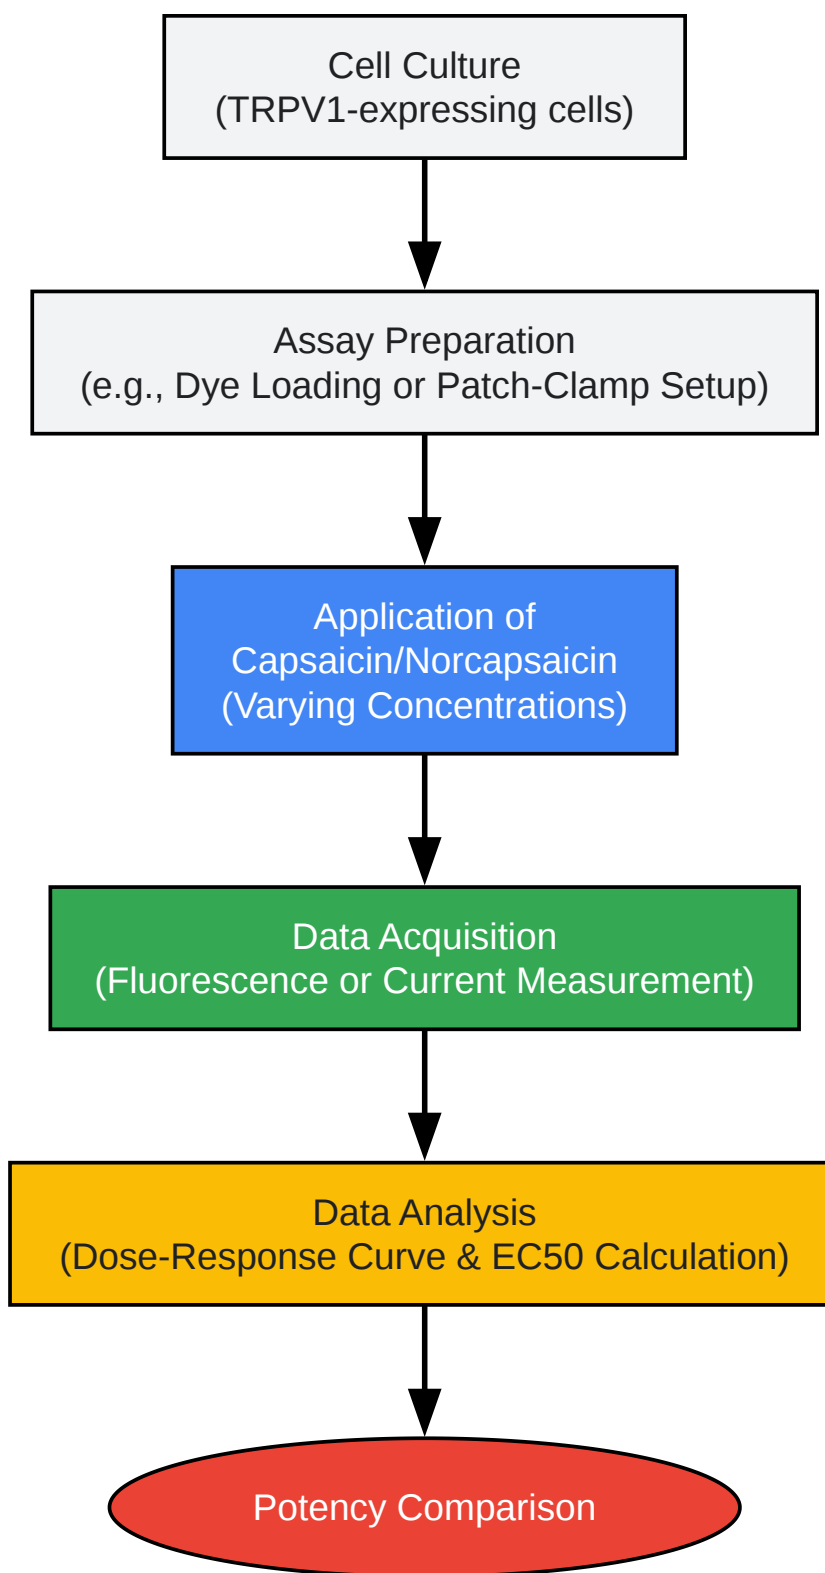 Cell Culture
(TRPV1-expressing cells)
Assay Preparation
(e.g., Dye Loading or Patch-Clamp Setup)
Application of
Capsaicin/Norcapsaicin
(Varying Concentrations)
Data Acquisition
(Fluorescence or Current Measurement)
Data Analysis
(Dose-Response Curve & EC50 Calculation)
Potency Comparison